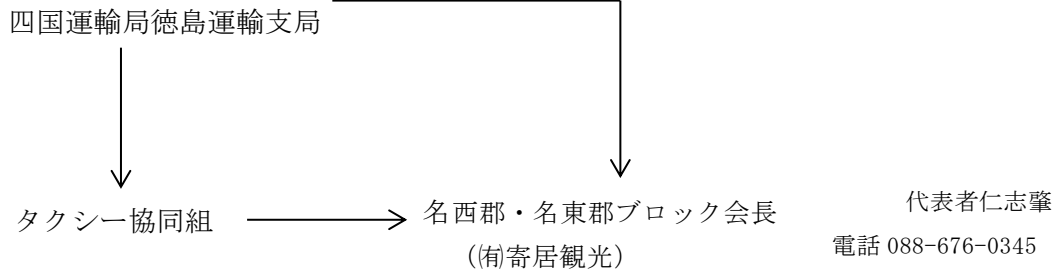 四国運輸局徳島運輸支局
タクシー協同組
名西郡・名東郡ブロック会長
（㈲寄居観光）
代表者仁志肇
電話 088-676-0345